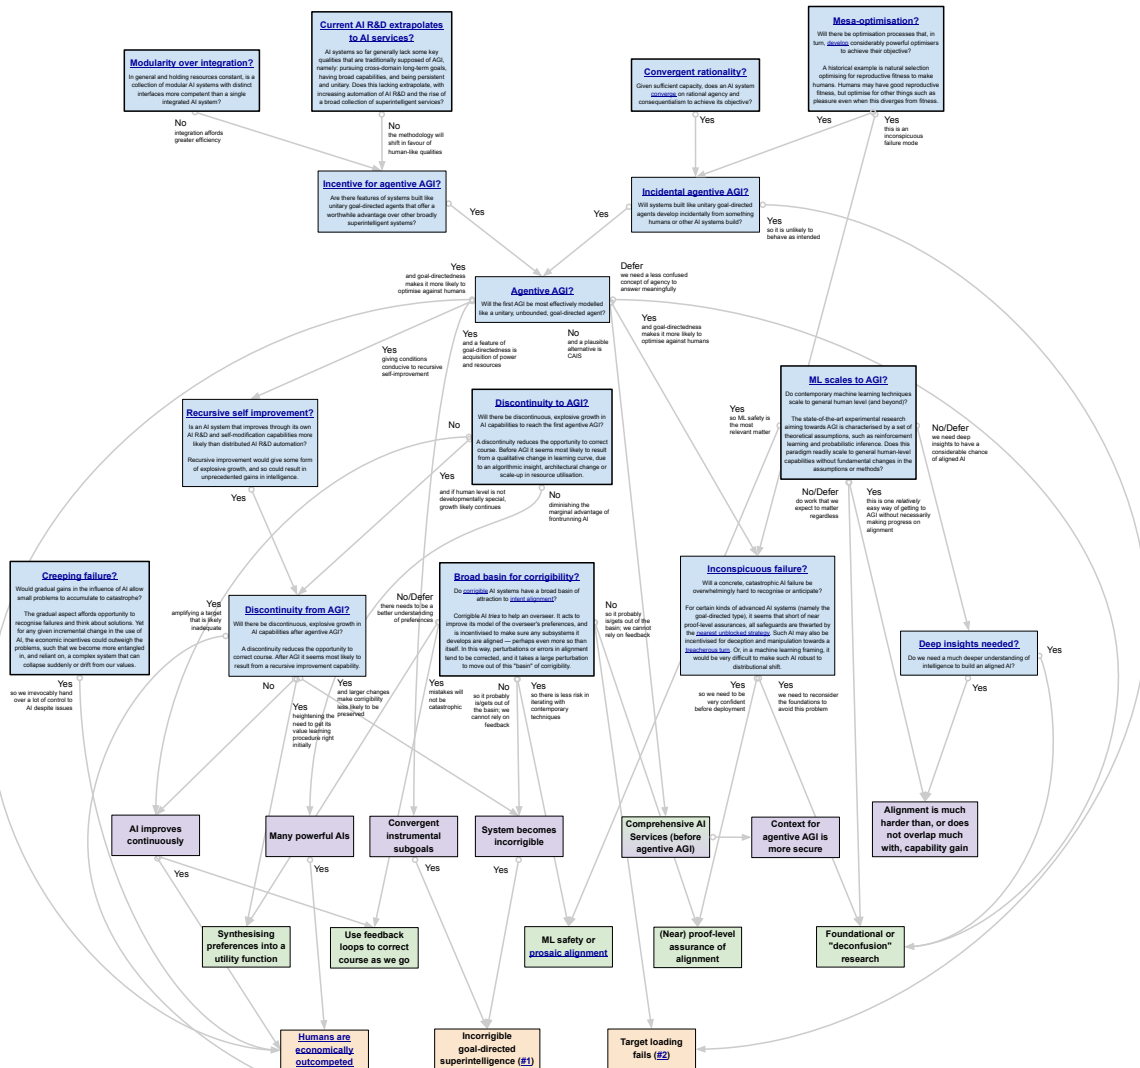 Current AI R&D extrapolates
to AI services?
AI systems so far generally lack some key
qualities that are traditionally supposed of AGI,
namely: pursuing cross-domain long-term goals,
having broad capabilities, and being persistent
and unitary. Does this lacking extrapolate, with
increasing automation of AI R&D and the rise of
a broad collection of superintelligent services?
Mesa-optimisation?
Will there be optimisation processes that, in
turn, develop considerably powerful optimisers
to achieve their objective?
A historical example is natural selection
optimising for reproductive fitness to make
humans. Humans may have good reproductive
fitness, but optimise for other things such as
pleasure even when this diverges from fitness.
Modularity over integration?
In general and holding resources constant, is a
collection of modular AI systems with distinct
interfaces more competent than a single
integrated AI system?
Convergent rationality?
Given sufficient capacity, does an AI system
converge on rational agency and
consequentialism to achieve its objective?
No
integration affords
greater efficiency
No
the methodology will
shift in favour of
human-like qualities
Yes
Yes
Yes
this is an
inconspicuous
failure mode
Incentive for agentive AGI?
Are there features of systems built like
unitary goal-directed agents that offer a
worthwhile advantage over other broadly
superintelligent systems?
Incidental agentive AGI?
Will systems built like unitary goal-directed
agents develop incidentally from something
humans or other AI systems build?
Yes
Yes
Yes
so it is unlikely to
behave as intended
Yes
and goal-directedness
makes it more likely to
optimise against humans
Agentive AGI?
Will the first AGI be most effectively modelled
like a unitary, unbounded, goal-directed agent?
Defer
we need a less confused
concept of agency to
answer meaningfully
Yes
giving conditions
conducive to recursive
self-improvement
Yes
and a feature of
goal-directedness is
acquisition of power
and resources
No
and a plausible
alternative is
CAIS
Yes
and goal-directedness
makes it more likely to
optimise against humans
Recursive self improvement?
Is an AI system that improves through its own
AI R&D and self-modification capabilities more
likely than distributed AI R&D automation?
Recursive improvement would give some form
of explosive growth, and so could result in
unprecedented gains in intelligence.
Discontinuity to AGI?
Will there be discontinuous, explosive growth in
AI capabilities to reach the first agentive AGI?
A discontinuity reduces the opportunity to correct
course. Before AGI it seems most likely to result
from a qualitative change in learning curve, due
to an algorithmic insight, architectural change or
scale-up in resource utilisation.
ML scales to AGI?
Do contemporary machine learning techniques
scale to general human level (and beyond)?
The state-of-the-art experimental research
aiming towards AGI is characterised by a set of
theoretical assumptions, such as reinforcement
learning and probabilistic inference. Does this
paradigm readily scale to general human-level
capabilities without fundamental changes in the
assumptions or methods?
No
Yes
so ML safety is
the most
relevant matter
No/Defer
we need deep
insights to have a
considerable chance
of aligned AI
Yes
Yes
and if human level is not
developmentally special,
growth likely continues
No
diminishing the
marginal advantage of
frontrunning AI
No/Defer
do work that we
expect to matter
regardless
Yes
this is one relatively
easy way of getting to
AGI without necessarily
making progress on
alignment
Creeping failure?
Would gradual gains in the influence of AI allow
small problems to accumulate to catastrophe?
The gradual aspect affords opportunity to
recognise failures and think about solutions. Yet
for any given incremental change in the use of
AI, the economic incentives could outweigh the
problems, such that we become more entangled
in, and reliant on, a complex system that can
collapse suddenly or drift from our values.
Yes
amplifying a target
that is likely
inadequate
Discontinuity from AGI?
Will there be discontinuous, explosive growth in
AI capabilities after agentive AGI?
A discontinuity reduces the opportunity to
correct course. After AGI it seems most likely to
result from a recursive improvement capability.
No/Defer
there needs to be a
better understanding
of preferences
Broad basin for corrigibility?
Do corrigible AI systems have a broad basin of
attraction to intent alignment?
Corrigible AI tries to help an overseer. It acts to
improve its model of the overseer's preferences, and
is incentivised to make sure any subsystems it
develops are aligned — perhaps even more so than
itself. In this way, perturbations or errors in alignment
tend to be corrected, and it takes a large perturbation
to move out of this "basin" of corrigibility.
No
so it probably
is/gets out of the
basin; we cannot
rely on feedback
Inconspicuous failure?
Will a concrete, catastrophic AI failure be
overwhelmingly hard to recognise or anticipate?
For certain kinds of advanced AI systems (namely the
goal-directed type), it seems that short of near
proof-level assurances, all safeguards are thwarted by
the nearest unblocked strategy. Such AI may also be
incentivised for deception and manipulation towards a
treacherous turn. Or, in a machine learning framing, it
would be very difficult to make such AI robust to
distributional shift.
Deep insights needed?
Do we need a much deeper understanding of
intelligence to build an aligned AI?
Yes
Yes
so we irrevocably hand
over a lot of control to
AI despite issues
No
Yes
heightening the
need to get its
value learning
procedure right
initially
Yes
and larger changes
make corrigibility
less likely to be
preserved
Yes
mistakes will
not be
catastrophic
No
so it probably
is/gets out of
the basin; we
cannot rely on
feedback
Yes
so there is less risk in
iterating with
contemporary
techniques
Yes
so we need to be
very confident
before deployment
Yes
we need to reconsider
the foundations to
avoid this problem
Yes
AI improves
continuously
Many powerful AIs
Convergent
instrumental
subgoals
System becomes
incorrigible
Comprehensive AI
Services (before
agentive AGI)
Context for
agentive AGI is
more secure
Alignment is much
harder than, or does
not overlap much
with, capability gain
Yes
Yes
Yes
Yes
Synthesising
preferences into a
utility function
Use feedback
loops to correct
course as we go
ML safety or
prosaic alignment
(Near) proof-level
assurance of
alignment
Foundational or
"deconfusion"
research
Humans are
economically
outcompeted
Incorrigible
goal-directed
superintelligence (#1)
Target loading
fails (#2)